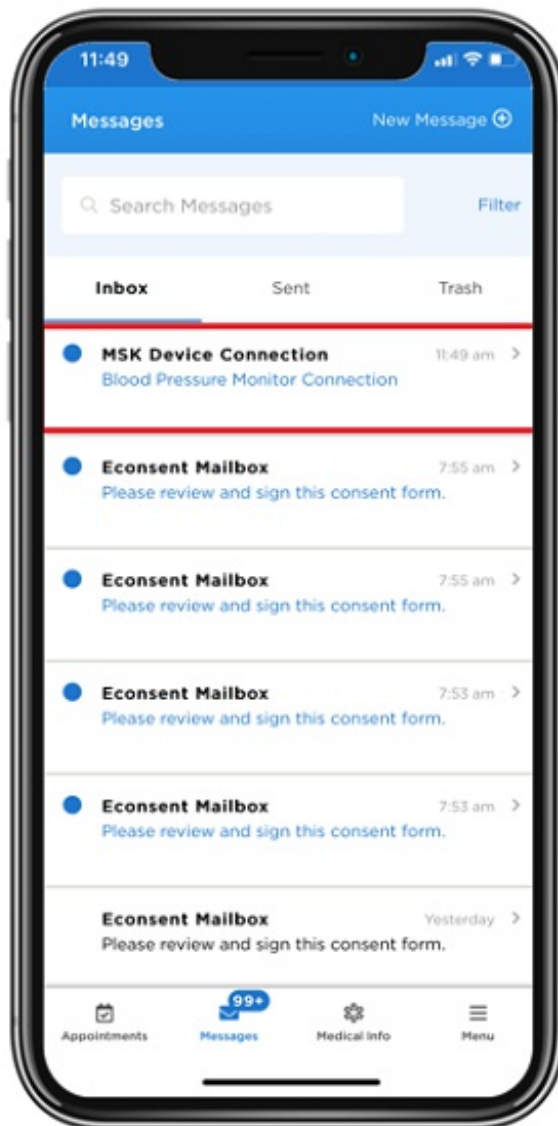 11:49
Messages New Message
Search Messages Filter
Inbox Sent Trash
MSK Device Connection 11:49 am
Blood Pressure Monitor Connection
Econsent Mailbox 7:55 am
Please review and sign this consent form.
Econsent Mailbox 7:55 am
Please review and sign this consent form.
Econsent Mailbox 7:53 am
Please review and sign this consent form.
Econsent Mailbox 7:53 am
Please review and sign this consent form.
Econsent Mailbox Yesterday
Please review and sign this consent form.
99+
Appointments Messages Medical Info Menu